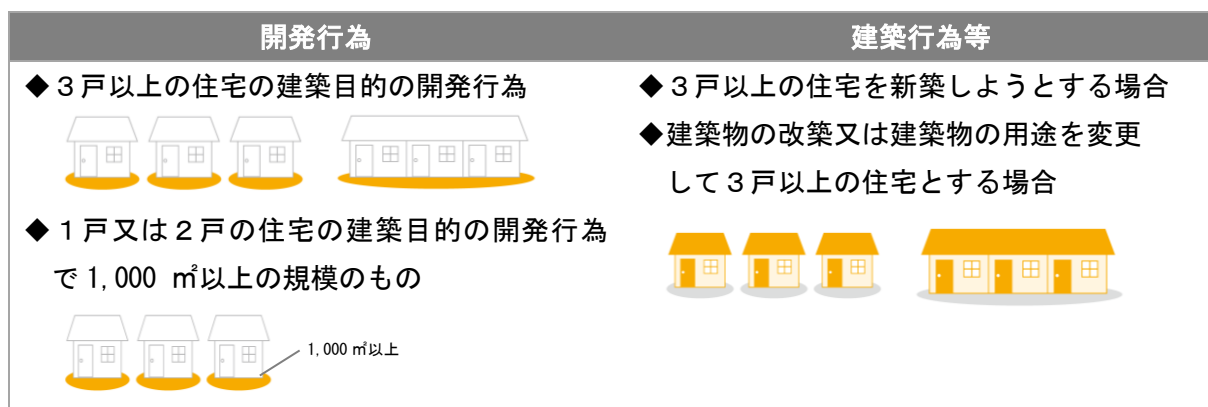 開発行為
◆３戸以上の住宅の建築目的の開発行為
◆１戸又は２戸の住宅の建築目的の開発行為
で 1,000 ㎡以上の規模のもの
1,000 ㎡以上
建築行為等
◆３戸以上の住宅を新築しようとする場合
◆建築物の改築又は建築物の用途を変更
して３戸以上の住宅とする場合